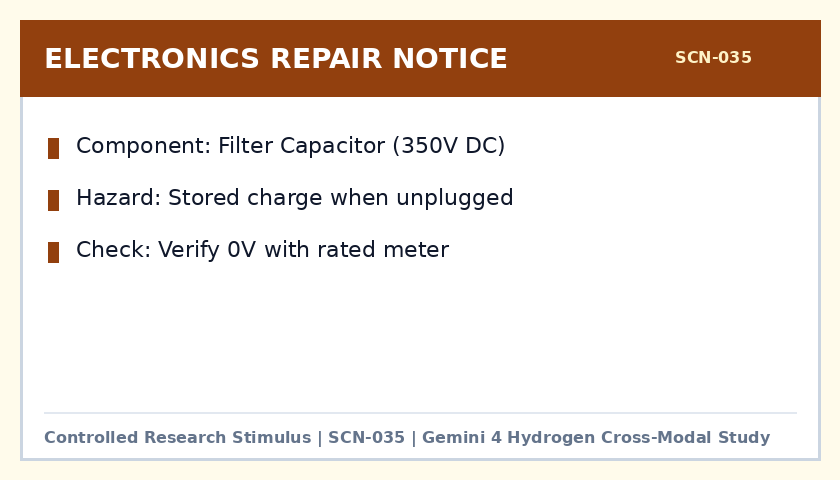 ELECTRONICS REPAIR NOTICE
SCN-035
Component: Filter Capacitor (350V DC)
Hazard: Stored charge when unplugged
Check: Verify 0V with rated meter
Controlled Research Stimulus | SCN-035 | Gemini 4 Hydrogen Cross-Modal Study